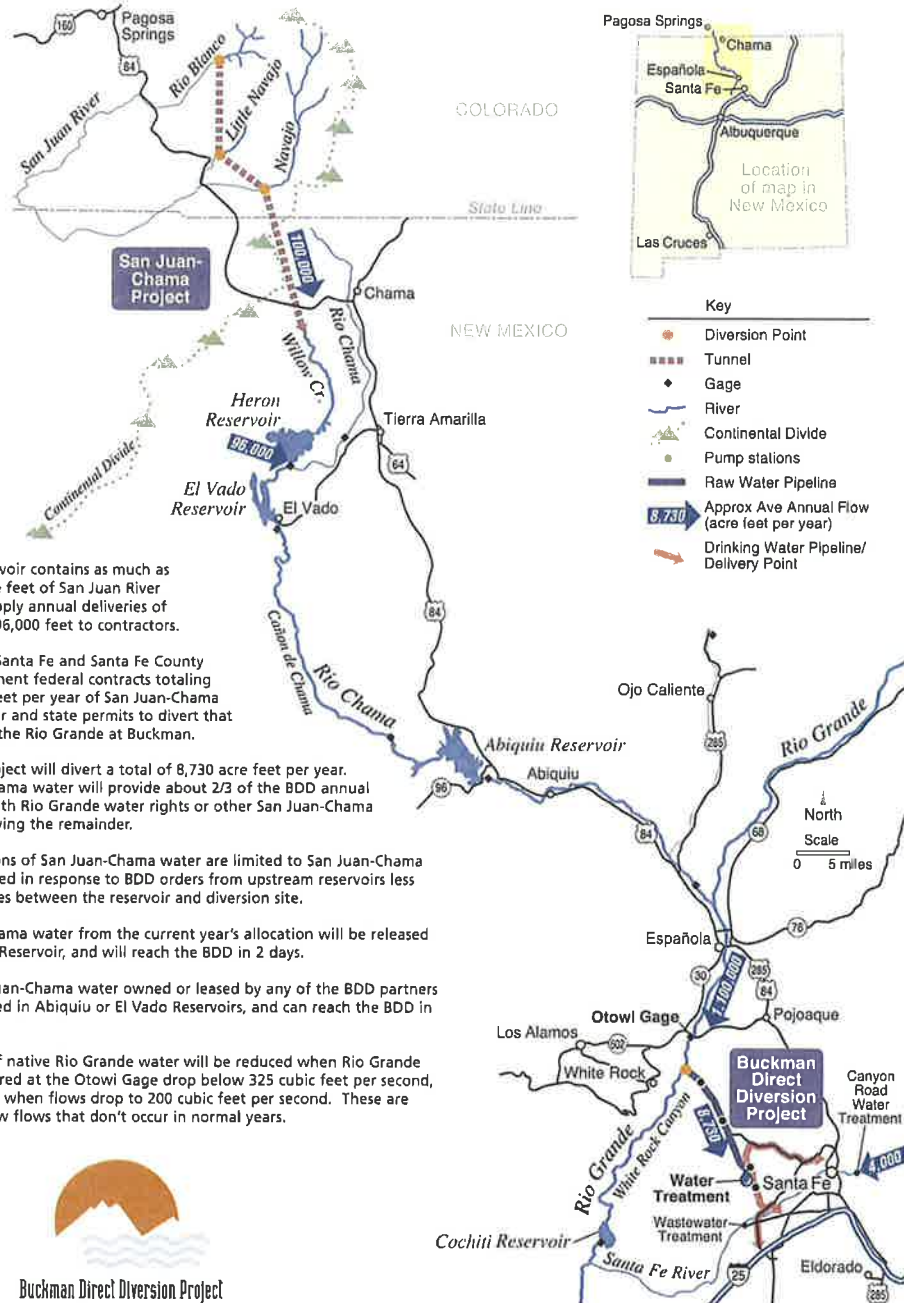 160
Pagosa
Springs
84
Rio Blanco
Little Navajo
Navajo
San Juan River
COLORADO
State Line
San Juan-
Chama
Project
100,000
Chama
NEW MEXICO
Rio Chama
Willow Cr.
Heron
Reservoir
96,000
Tierra Amarilla
64
El Vado
Reservoir
El Vado
Continental Divide
Pagosa Springs
Chama
Española
Santa Fe
Albuquerque
Location
of map in
New Mexico
Las Cruces
Key
Diversion Point
Tunnel
Gage
River
Continental Divide
Pump stations
Raw Water Pipeline
8,730
Approx Ave Annual Flow
(acre feet per year)
Drinking Water Pipeline/
Delivery Point
voir contains as much as
feet of San Juan River
pply annual deliveries of
96,000 feet to contractors.
Santa Fe and Santa Fe County
ment federal contracts totaling
eet per year of San Juan-Chama
r and state permits to divert that
the Rio Grande at Buckman.
ject will divert a total of 8,730 acre feet per year.
ama water will provide about 2/3 of the BDD annual
th Rio Grande water rights or other San Juan-Chama
ying the remainder.
ns of San Juan-Chama water are limited to San Juan-Chama
ed in response to BDD orders from upstream reservoirs less
es between the reservoir and diversion site.
ama water from the current year's allocation will be released
Reservoir, and will reach the BDD in 2 days.
uan-Chama water owned or leased by any of the BDD partners
ed in Abiquiu or El Vado Reservoirs, and can reach the BDD in
f native Rio Grande water will be reduced when Rio Grande
red at the Otowi Gage drop below 325 cubic feet per second,
when flows drop to 200 cubic feet per second. These are
w flows that don't occur in normal years.
84
Cañon de Chama
Rio Chama
Abiquiu Reservoir
96
Abiquiu
84
Ojo Caliente
285
Rio Grande
68
North
Scale
0 5 miles
76
Española
30
285
84
1,100,000
Otowi Gage
Pojoaque
Los Alamos
502
White Rock
Buckman
Direct
Diversion
Project
Canyon
Road
Water
Treatment
8,730
4,000
Rio Grande
White Rock Canyon
Water
Treatment
Santa Fe
Wastewater
Treatment
Cochiti Reservoir
Santa Fe River
25
Eldorado
285
Buckman Direct Diversion Project